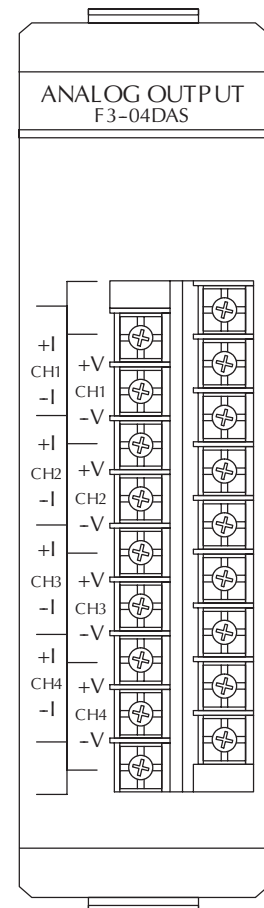 ANALOG OUTPUT
F3-04DAS
+I
CH1
-I
+I
CH2
-I
+I
CH3
-I
+I
CH4
-I
+V
CH1
-V
+V
CH2
-V
+V
CH3
-V
+V
CH4
-V